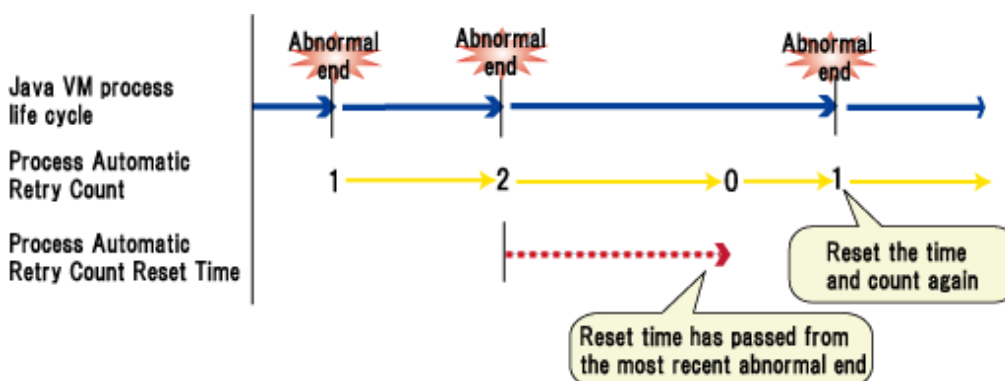 Abnormal
end
Abnormal
end
Abnormal
end
Java VM process
life cycle
Process Automatic
Retry Count
1
2
0
1
Process Automatic
Retry Count Reset Time
Reset the time
and count again
Reset time has passed from
the most recent abnormal end